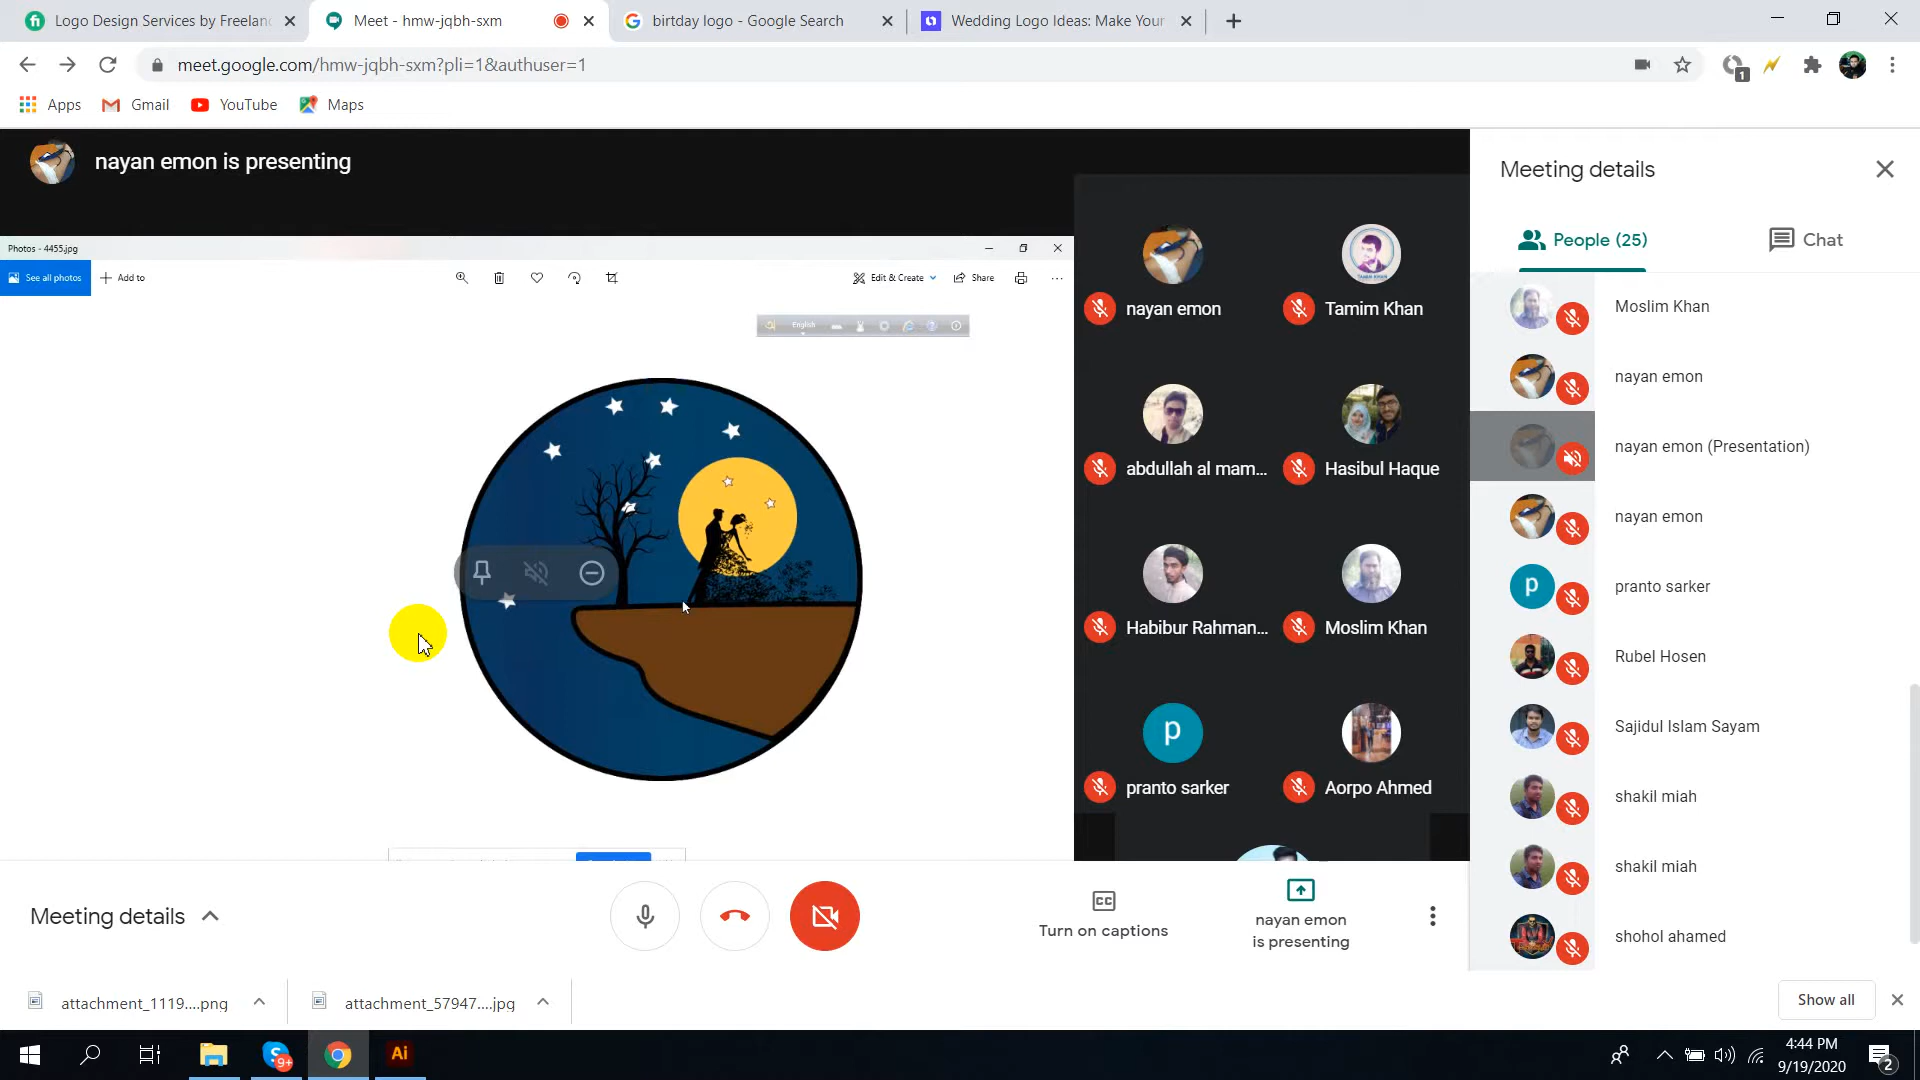 Logo Design Services by Freelanc
Meet - hmw-jqbh-sxm
birtday logo - Google Search
Wedding Logo Ideas: Make Your
meet.google.com/hmw-jqbh-sxm?pli=1&authuser=1
1
Apps
Gmail
YouTube
Maps
nayan emon is presenting
Photos - 4455.jpg
See all photos
Add to
Edit & Create
Share
English
nayan emon
Tamim Khan
abdullah al mam...
Hasibul Haque
Habibur Rahman...
Moslim Khan
p
pranto sarker
Aorpo Ahmed
Meeting details
People (25)
Chat
Moslim Khan
nayan emon
nayan emon (Presentation)
nayan emon
p
pranto sarker
Rubel Hosen
Sajidul Islam Sayam
shakil miah
shakil miah
shohol ahamed
Meeting details
CC
Turn on captions
nayan emon
is presenting
attachment_1119....png
attachment_57947....jpg
Show all
S
9+
Ai
4:44 PM
9/19/2020
2